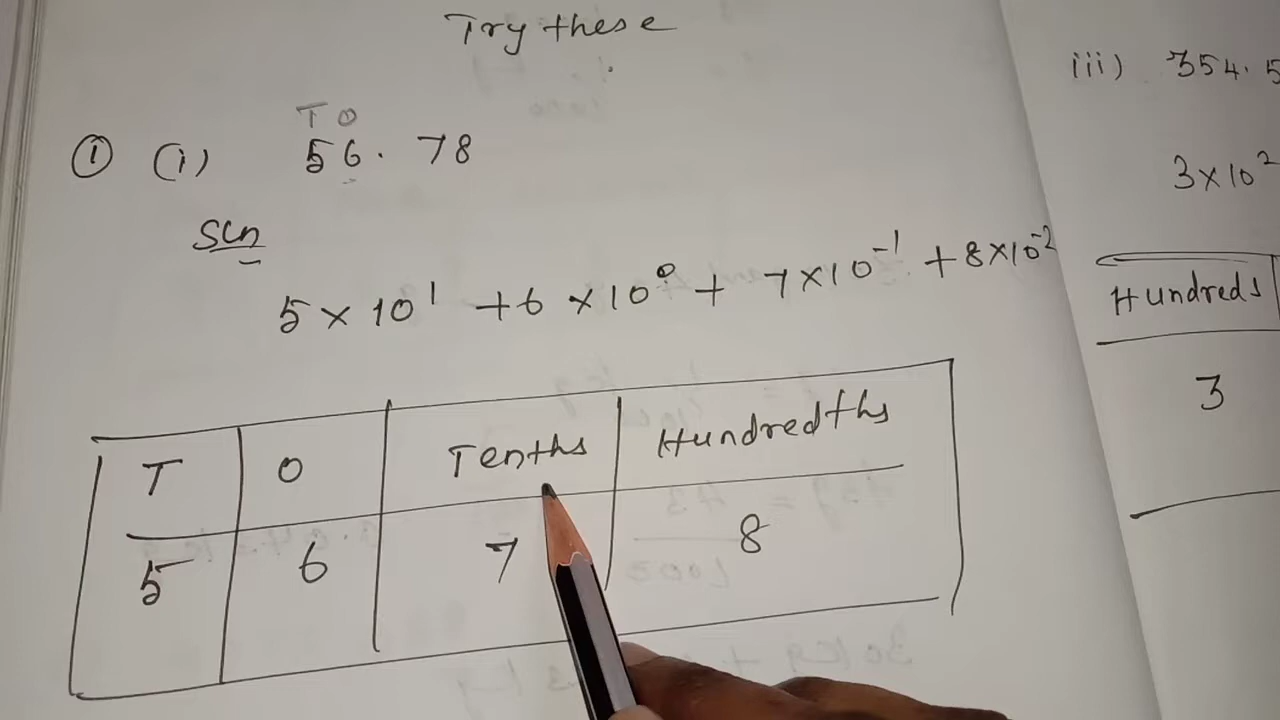 Try these
T O
① (i) 56.78
Soln
5 × 10¹ + 6 × 10⁰ + 7×10⁻¹ + 8×10⁻²
T O Tenths Hundredths
5 6 7 8
iii) 354.5
3×10²
Hundreds
3